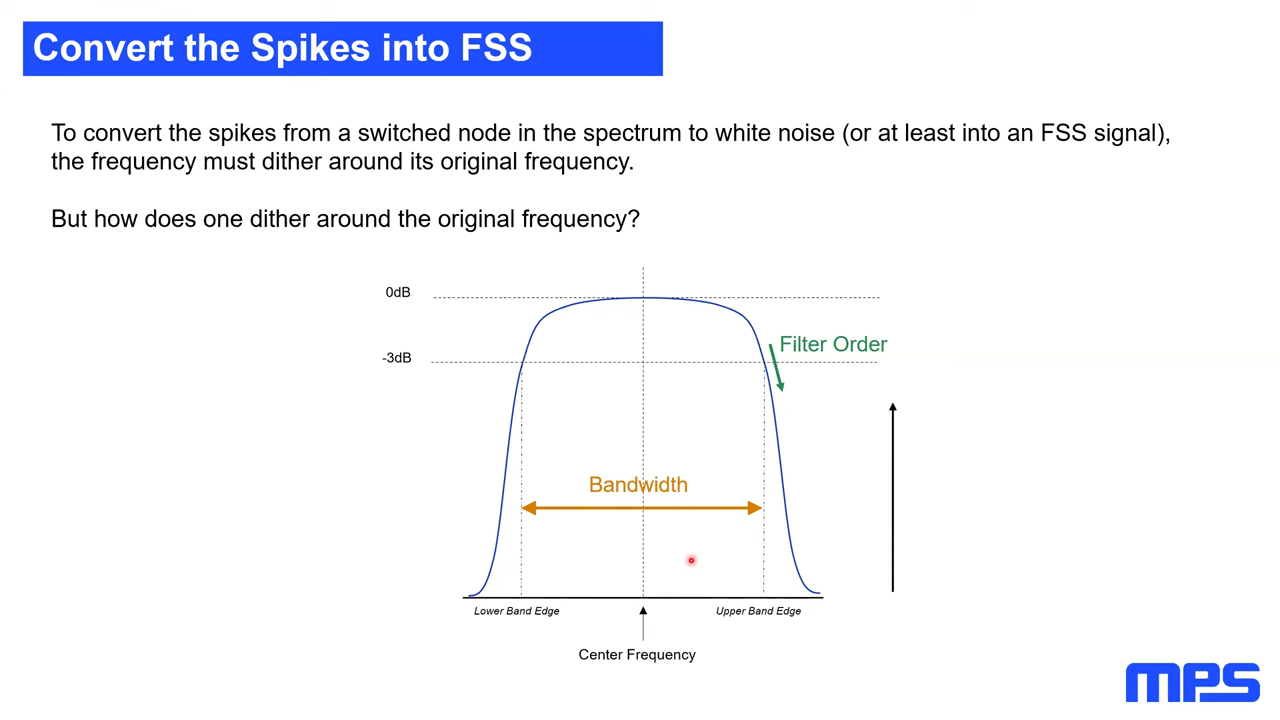 Convert the Spikes into FSS
To convert the spikes from a switched node in the spectrum to white noise (or at least into an FSS signal),
the frequency must dither around its original frequency.
But how does one dither around the original frequency?
0dB
Filter Order
-3dB
Bandwidth
Lower Band Edge
Upper Band Edge
Center Frequency
mPS